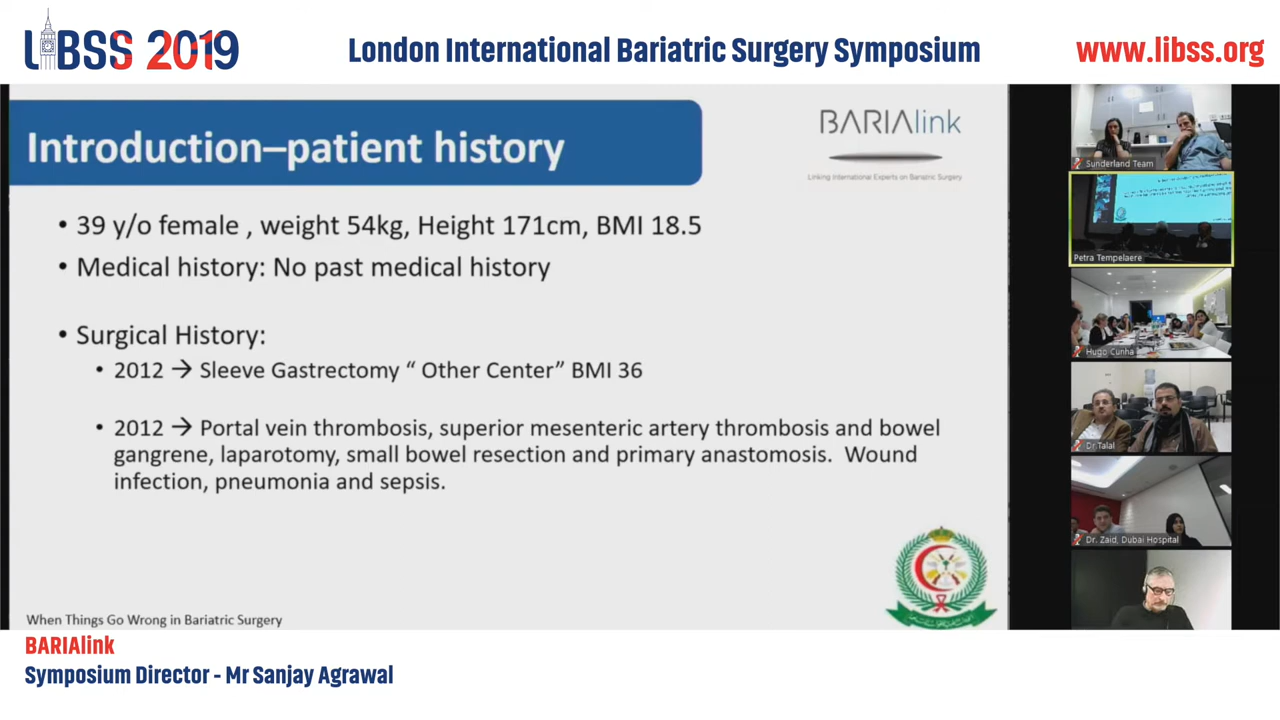 LIBSS 2019
London International Bariatric Surgery Symposium
www.libss.org
Introduction–patient history
BARIAlink
Linking International Experts on Bariatric Surgery
• 39 y/o female , weight 54kg, Height 171cm, BMI 18.5
• Medical history: No past medical history
• Surgical History:
• 2012 → Sleeve Gastrectomy “ Other Center” BMI 36
• 2012 → Portal vein thrombosis, superior mesenteric artery thrombosis and bowel
gangrene, laparotomy, small bowel resection and primary anastomosis. Wound
infection, pneumonia and sepsis.
When Things Go Wrong in Bariatric Surgery
Sunderland Team
Petra Tempelaere
Hugo Cunha
Dr.Talal
Dr. Zaid, Dubai Hospital
BARIAlink
Symposium Director - Mr Sanjay Agrawal